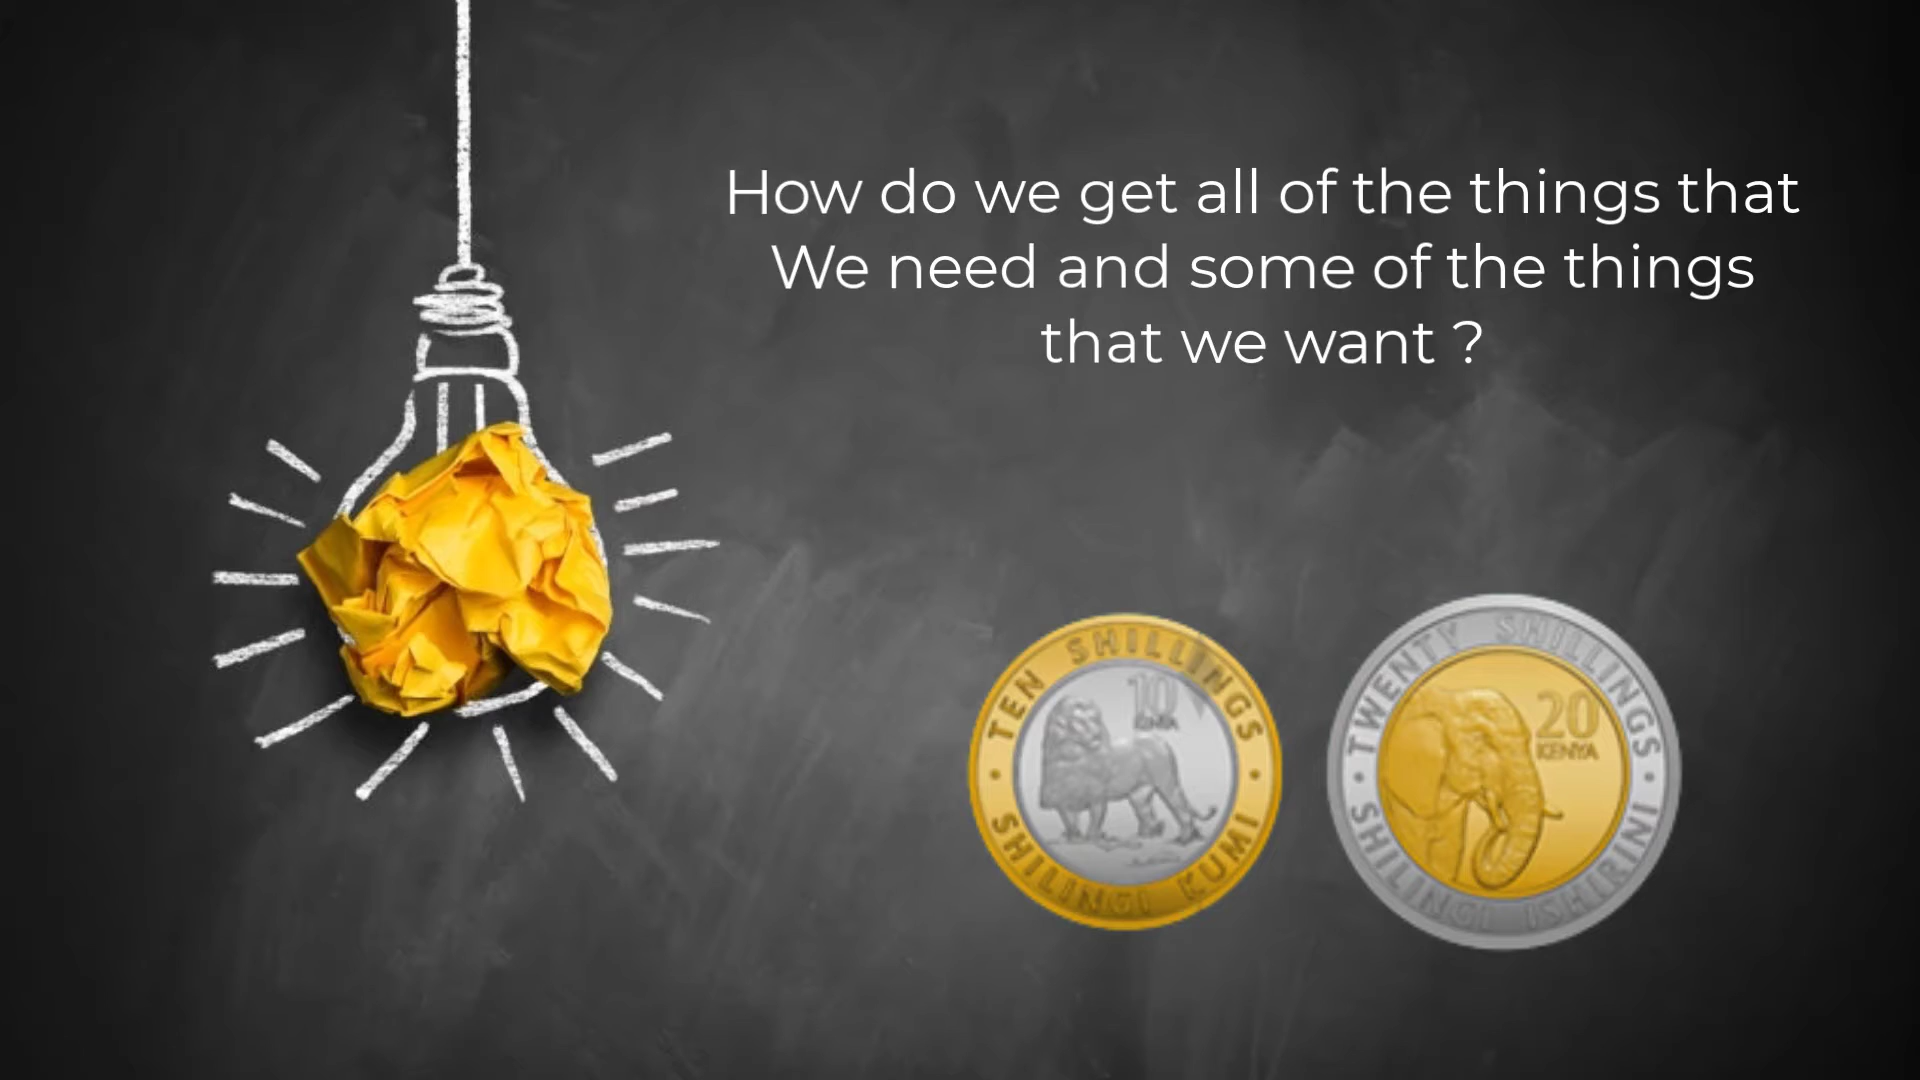 How do we get all of the things that
We need and some of the things
that we want ?
TEN SHILLINGS
10
KENYA
SHILINGI KUMI
TWENTY SHILLINGS
20
KENYA
SHILINGI ISHIRINI